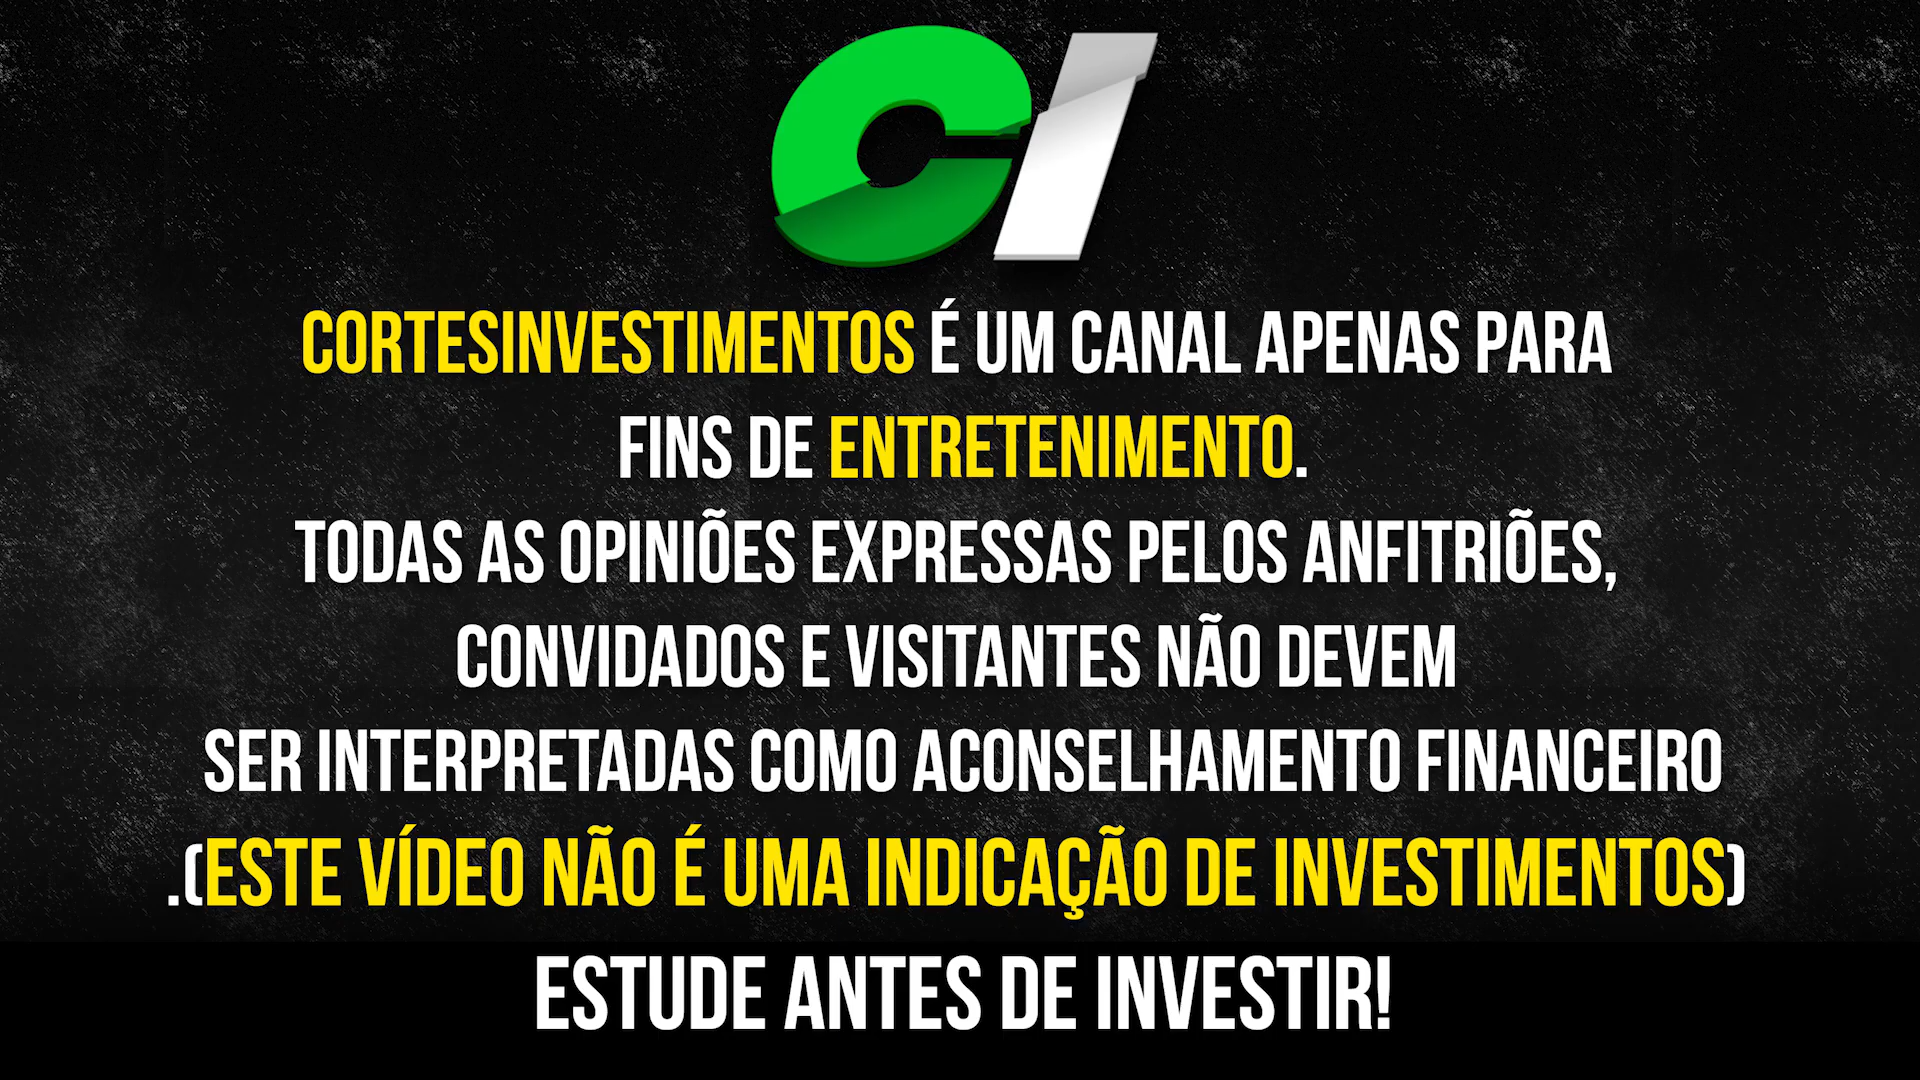 CI
CORTESINVESTIMENTOS É UM CANAL APENAS PARA
FINS DE ENTRETENIMENTO.
TODAS AS OPINIÕES EXPRESSAS PELOS ANFITRIÕES,
CONVIDADOS E VISITANTES NÃO DEVEM
SER INTERPRETADAS COMO ACONSELHAMENTO FINANCEIRO
.(ESTE VÍDEO NÃO É UMA INDICAÇÃO DE INVESTIMENTOS)
ESTUDE ANTES DE INVESTIR!